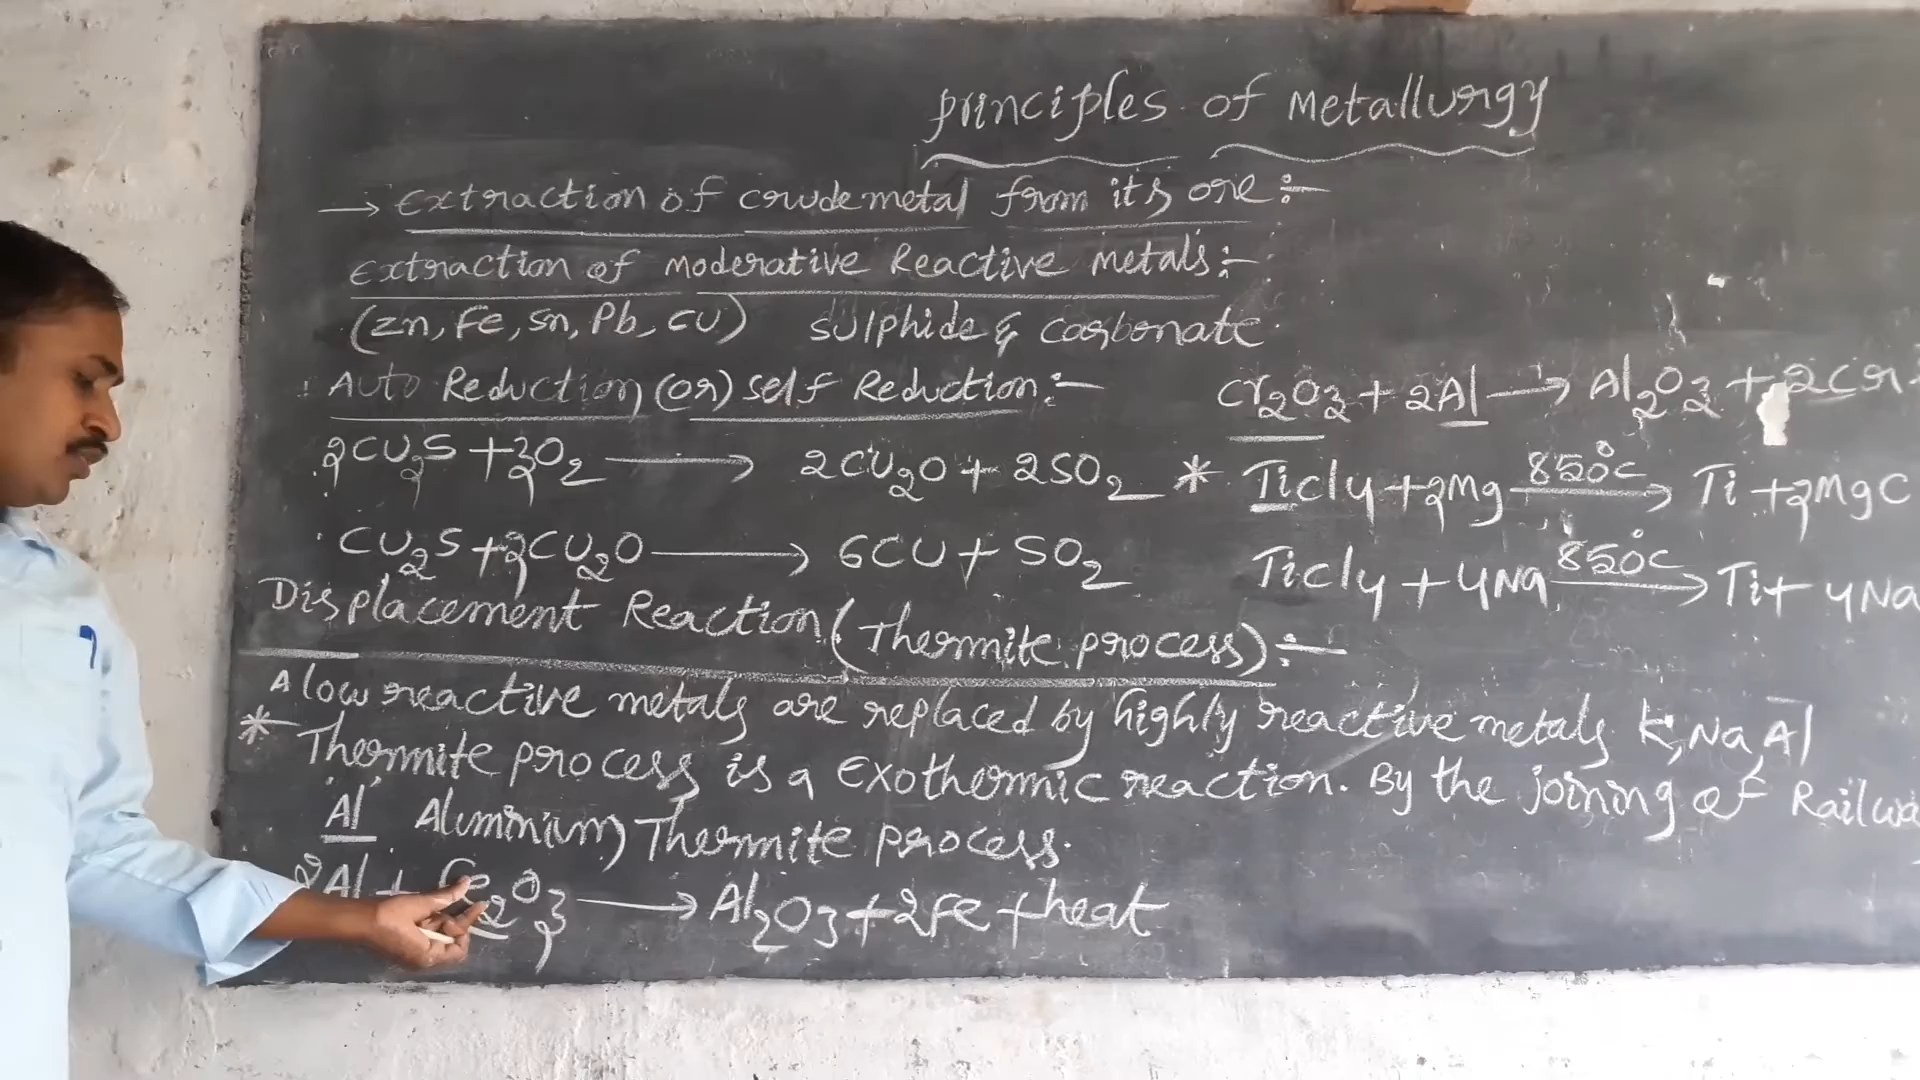 Principles of Metallurgy
→ Extraction of crude metal from its ore :-
Extraction of Moderative Reactive metals :-
(Zn, Fe, Sn, Pb, Cu) Sulphide & Carbonate.
Auto Reduction (or) self Reduction :-
2Cu₂S + 3O₂ → 2Cu₂O + 2SO₂
Cu₂S + 2Cu₂O → 6Cu + SO₂
Cr₂O₃ + 2Al → Al₂O₃ + 2Cr
* Ticl4 + 2Mg 850°C → Ti + 2MgC
Ticl4 + 4Na 850°C → Ti + 4Na
Displacement Reaction (Thermite process) :-
A low reactive metals are replaced by highly reactive metals K, Na, Al
* Thermite process is a Exothermic reaction. By the joining of Railwa
Al Aluminium Thermite process.
2Al + Fe₂O₃ → Al₂O₃ + 2Fe + heat